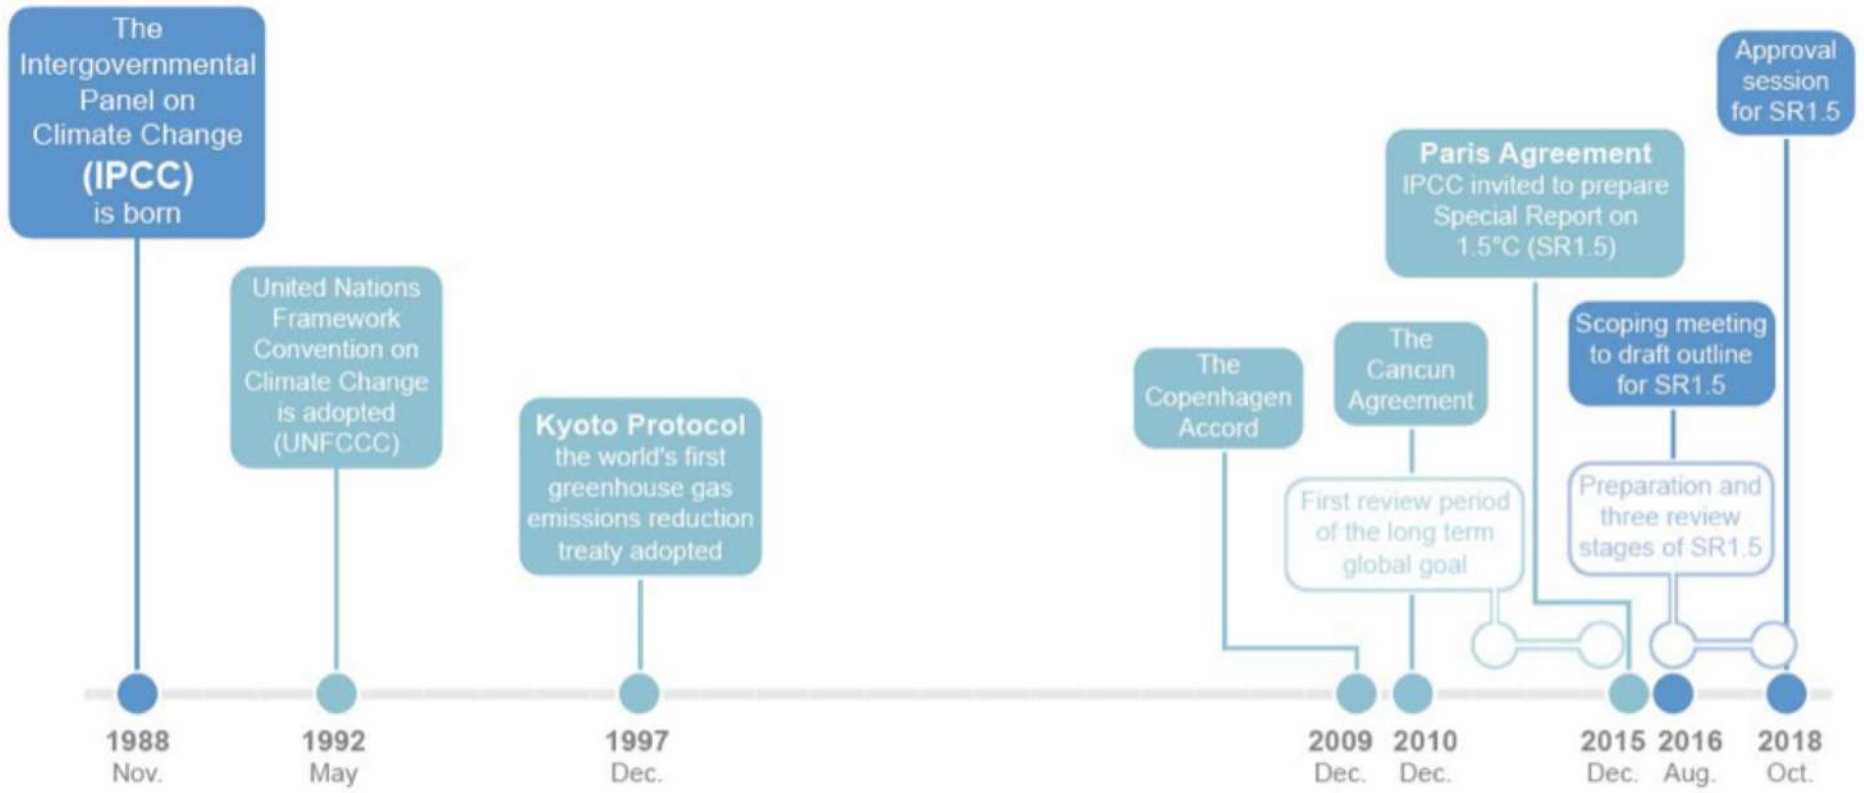 The
Intergovernmental
Panel on
Climate Change
(IPCC)
is born
United Nations
Framework
Convention on
Climate Change
is adopted
(UNFCCC)
Kyoto Protocol
the world's first
greenhouse gas
emissions reduction
treaty adopted
The
Copenhagen
Accord
The
Cancun
Agreement
First review period
of the long term
global goal
Paris Agreement
IPCC invited to prepare
Special Report on
1.5°C (SR1.5)
Scoping meeting
to draft outline
for SR1.5
Preparation and
three review
stages of SR1.5
Approval
session
for SR1.5
1988
Nov.
1992
May
1997
Dec.
2009
Dec.
2010
Dec.
2015
Dec.
2016
Aug.
2018
Oct.